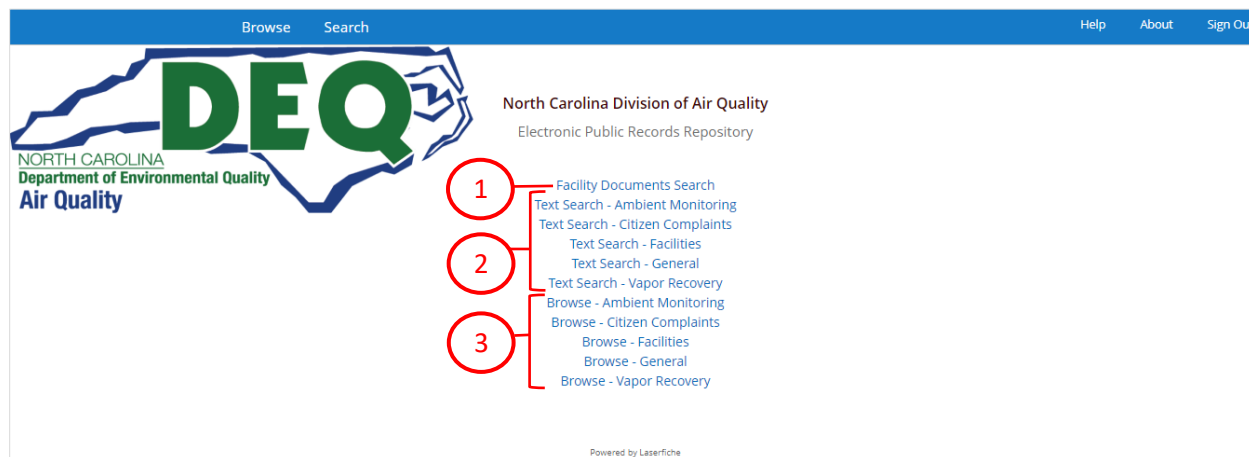 Browse Search Help About Sign Ou
DEQ
NORTH CAROLINA
Department of Environmental Quality
Air Quality
North Carolina Division of Air Quality
Electronic Public Records Repository
1
Facility Documents Search
Text Search - Ambient Monitoring
Text Search - Citizen Complaints
Text Search - Facilities
2
Text Search - General
Text Search - Vapor Recovery
Browse - Ambient Monitoring
Browse - Citizen Complaints
3
Browse - Facilities
Browse - General
Browse - Vapor Recovery
Powered by Laserfiche